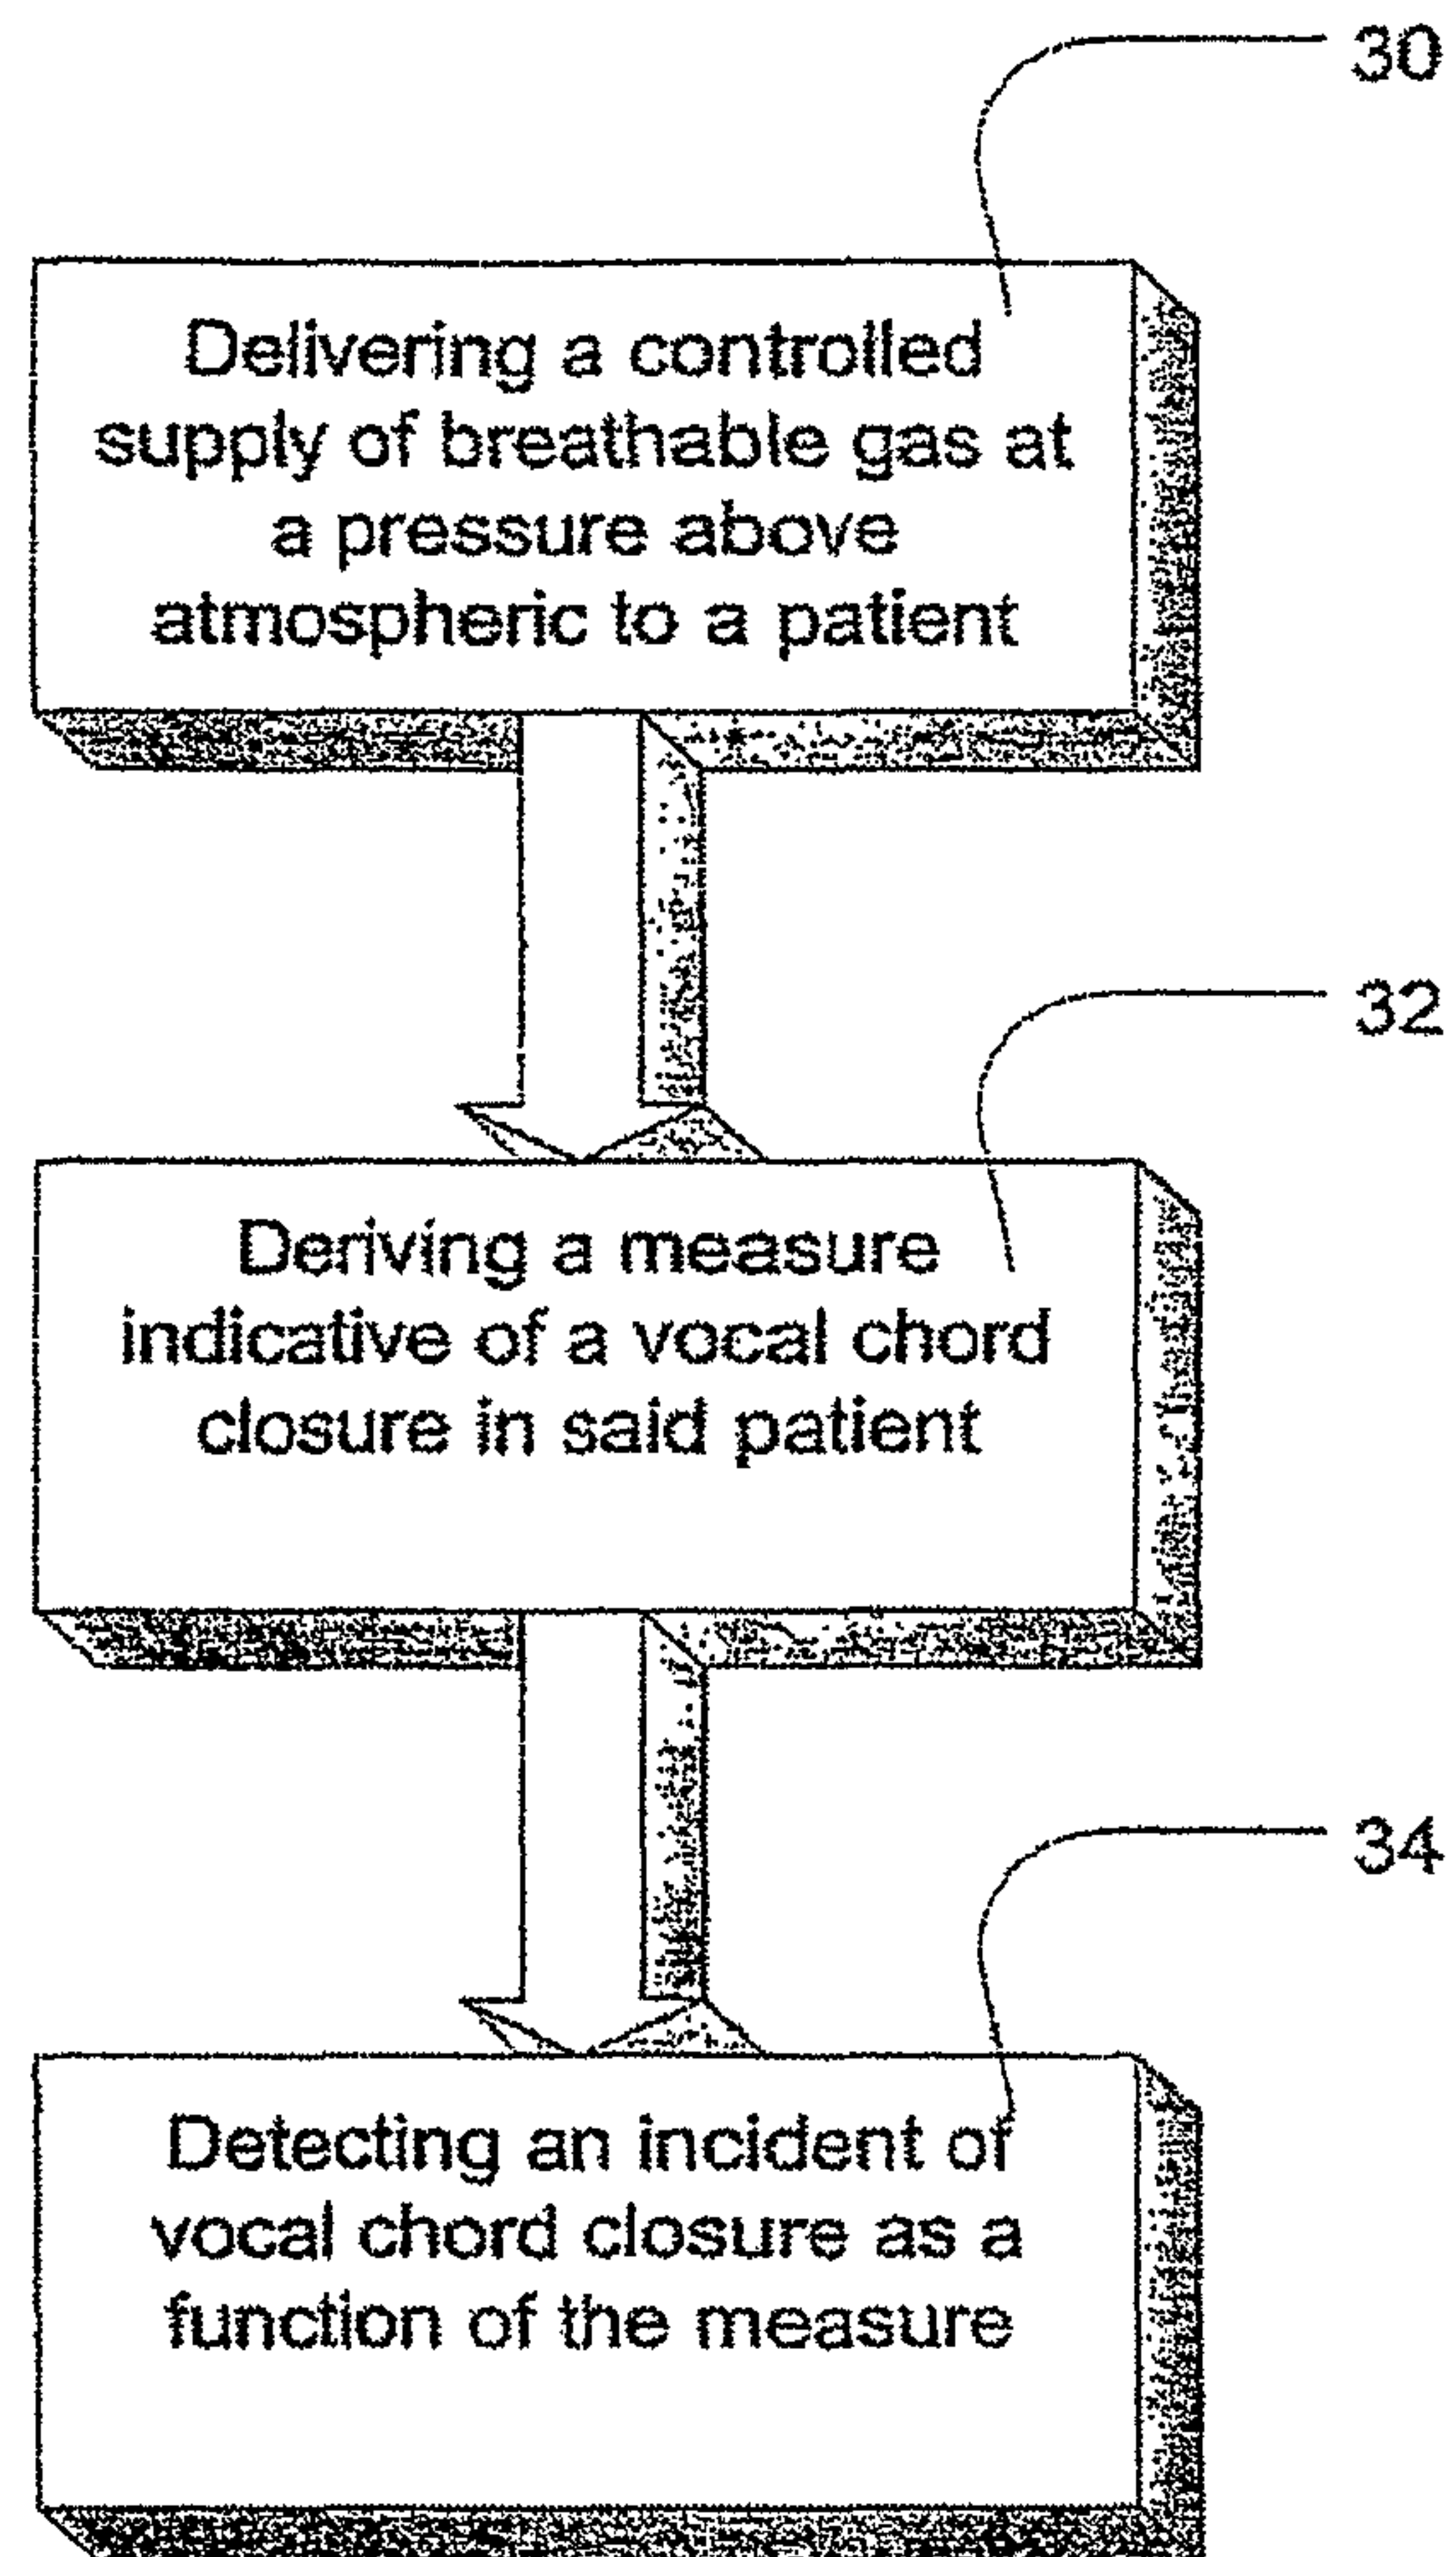 30
Delivering a controlled
supply of breathable gas at
a pressure above
atmospheric to a patient
32
Deriving a measure
indicative of a vocal chord
closure in said patient
34
Detecting an incident of
vocal chord closure as a
function of the measure